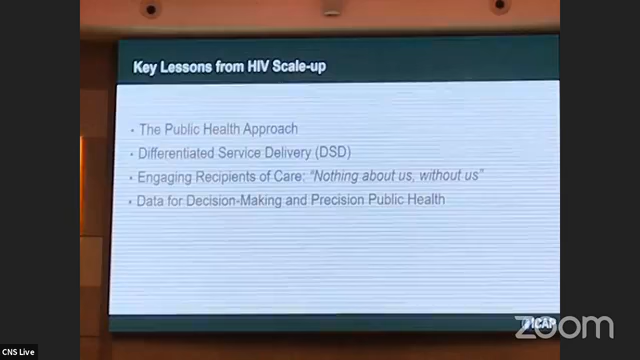 Key Lessons from HIV Scale-up
• The Public Health Approach
• Differentiated Service Delivery (DSD)
• Engaging Recipients of Care: “Nothing about us, without us”
• Data for Decision-Making and Precision Public Health
ICAP
zoom
CNS Live